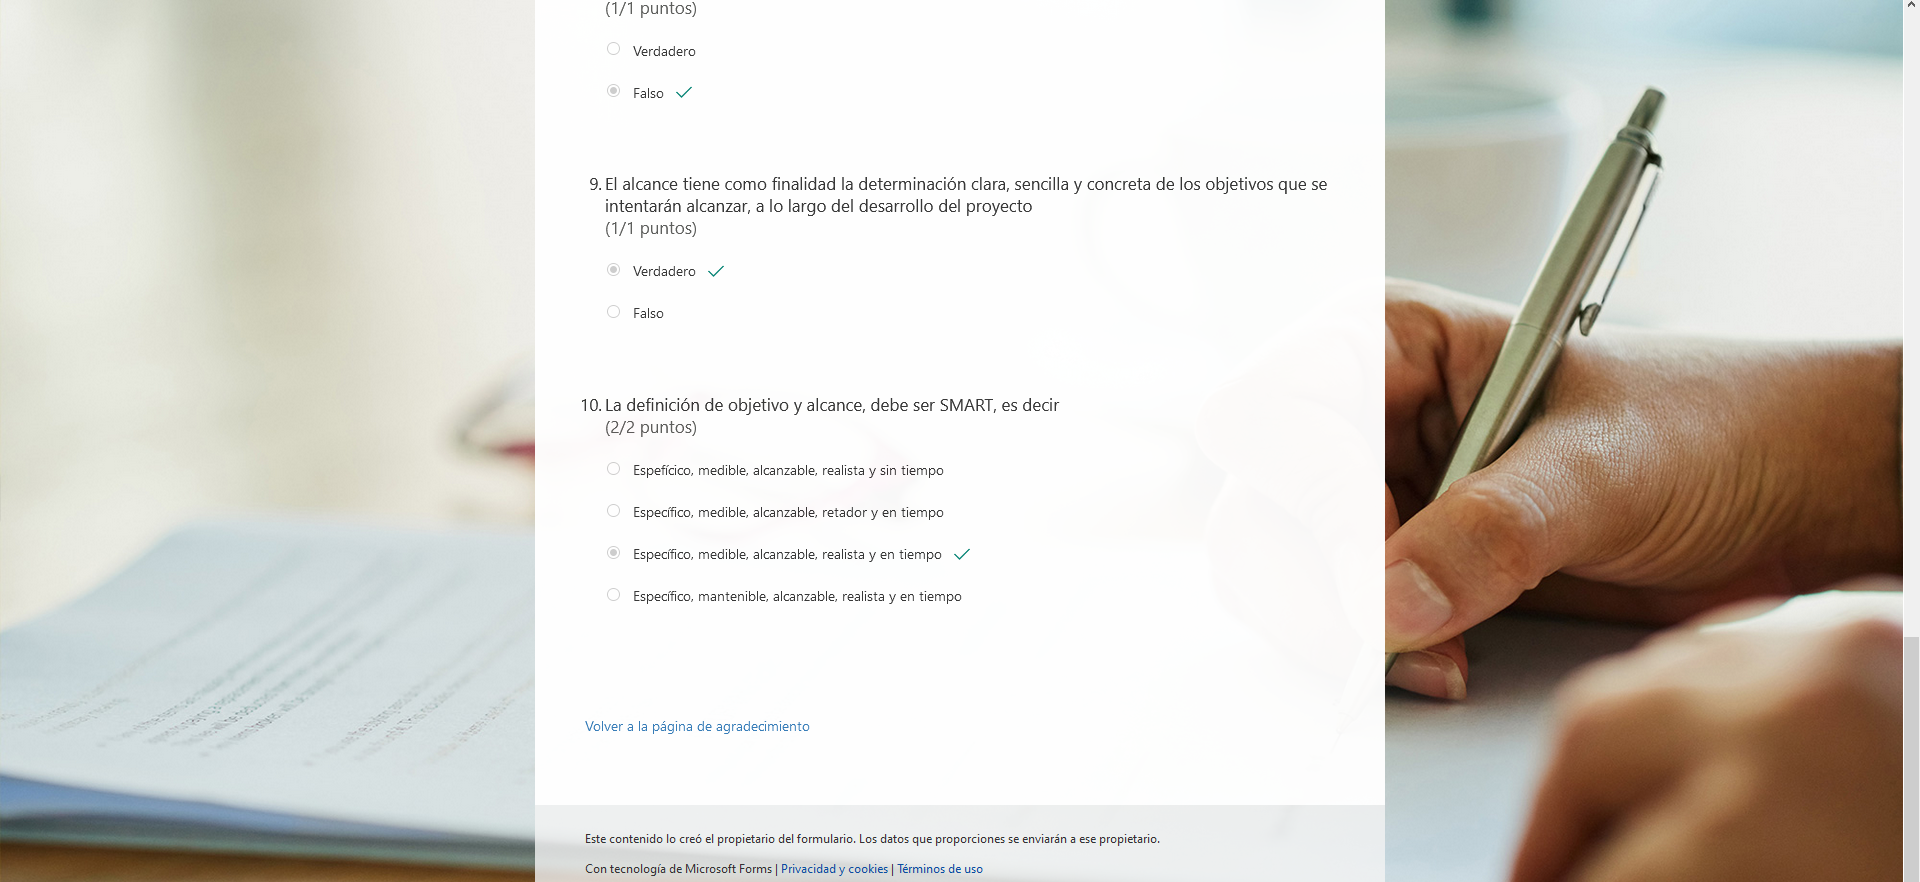 (1/1 puntos)
Verdadero
Falso
9. El alcance tiene como finalidad la determinación clara, sencilla y concreta de los objetivos que se
intentarán alcanzar, a lo largo del desarrollo del proyecto
(1/1 puntos)
Verdadero
Falso
10. La definición de objetivo y alcance, debe ser SMART, es decir
(2/2 puntos)
Espefícico, medible, alcanzable, realista y sin tiempo
Específico, medible, alcanzable, retador y en tiempo
Específico, medible, alcanzable, realista y en tiempo
Específico, mantenible, alcanzable, realista y en tiempo
Volver a la página de agradecimiento
Este contenido lo creó el propietario del formulario. Los datos que proporciones se enviarán a ese propietario.
Con tecnología de Microsoft Forms | Privacidad y cookies | Términos de uso